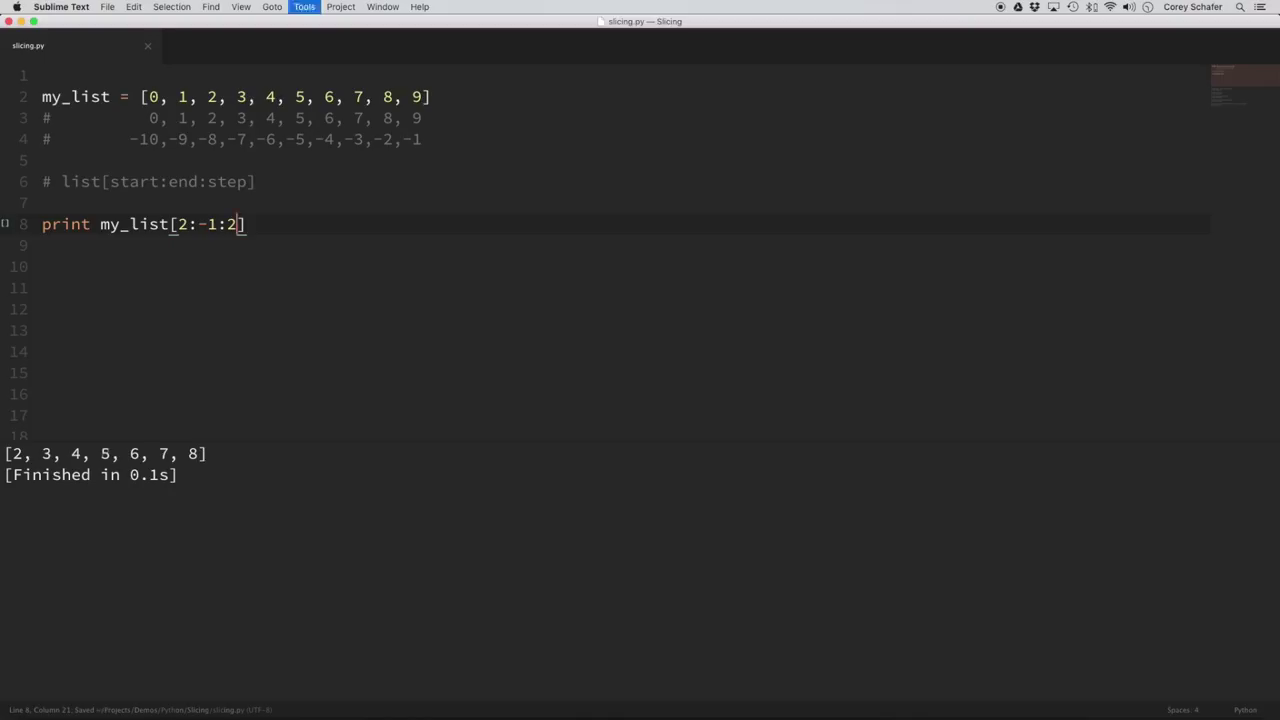 Sublime Text File Edit Selection Find View Goto Tools Project Window Help Corey Schafer
slicing.py — Slicing
slicing.py
1
2 my_list = [0, 1, 2, 3, 4, 5, 6, 7, 8, 9]
3 # 0, 1, 2, 3, 4, 5, 6, 7, 8, 9
4 # -10,-9,-8,-7,-6,-5,-4,-3,-2,-1
5
6 # list[start:end:step]
7
8 print my_list[2:-1:2]
9
10
11
12
13
14
15
16
17
18
[2, 3, 4, 5, 6, 7, 8]
[Finished in 0.1s]
Line 8, Column 21; Saved ~/Projects/Demos/Python/Slicing/slicing.py (UTF-8) Spaces: 4 Python